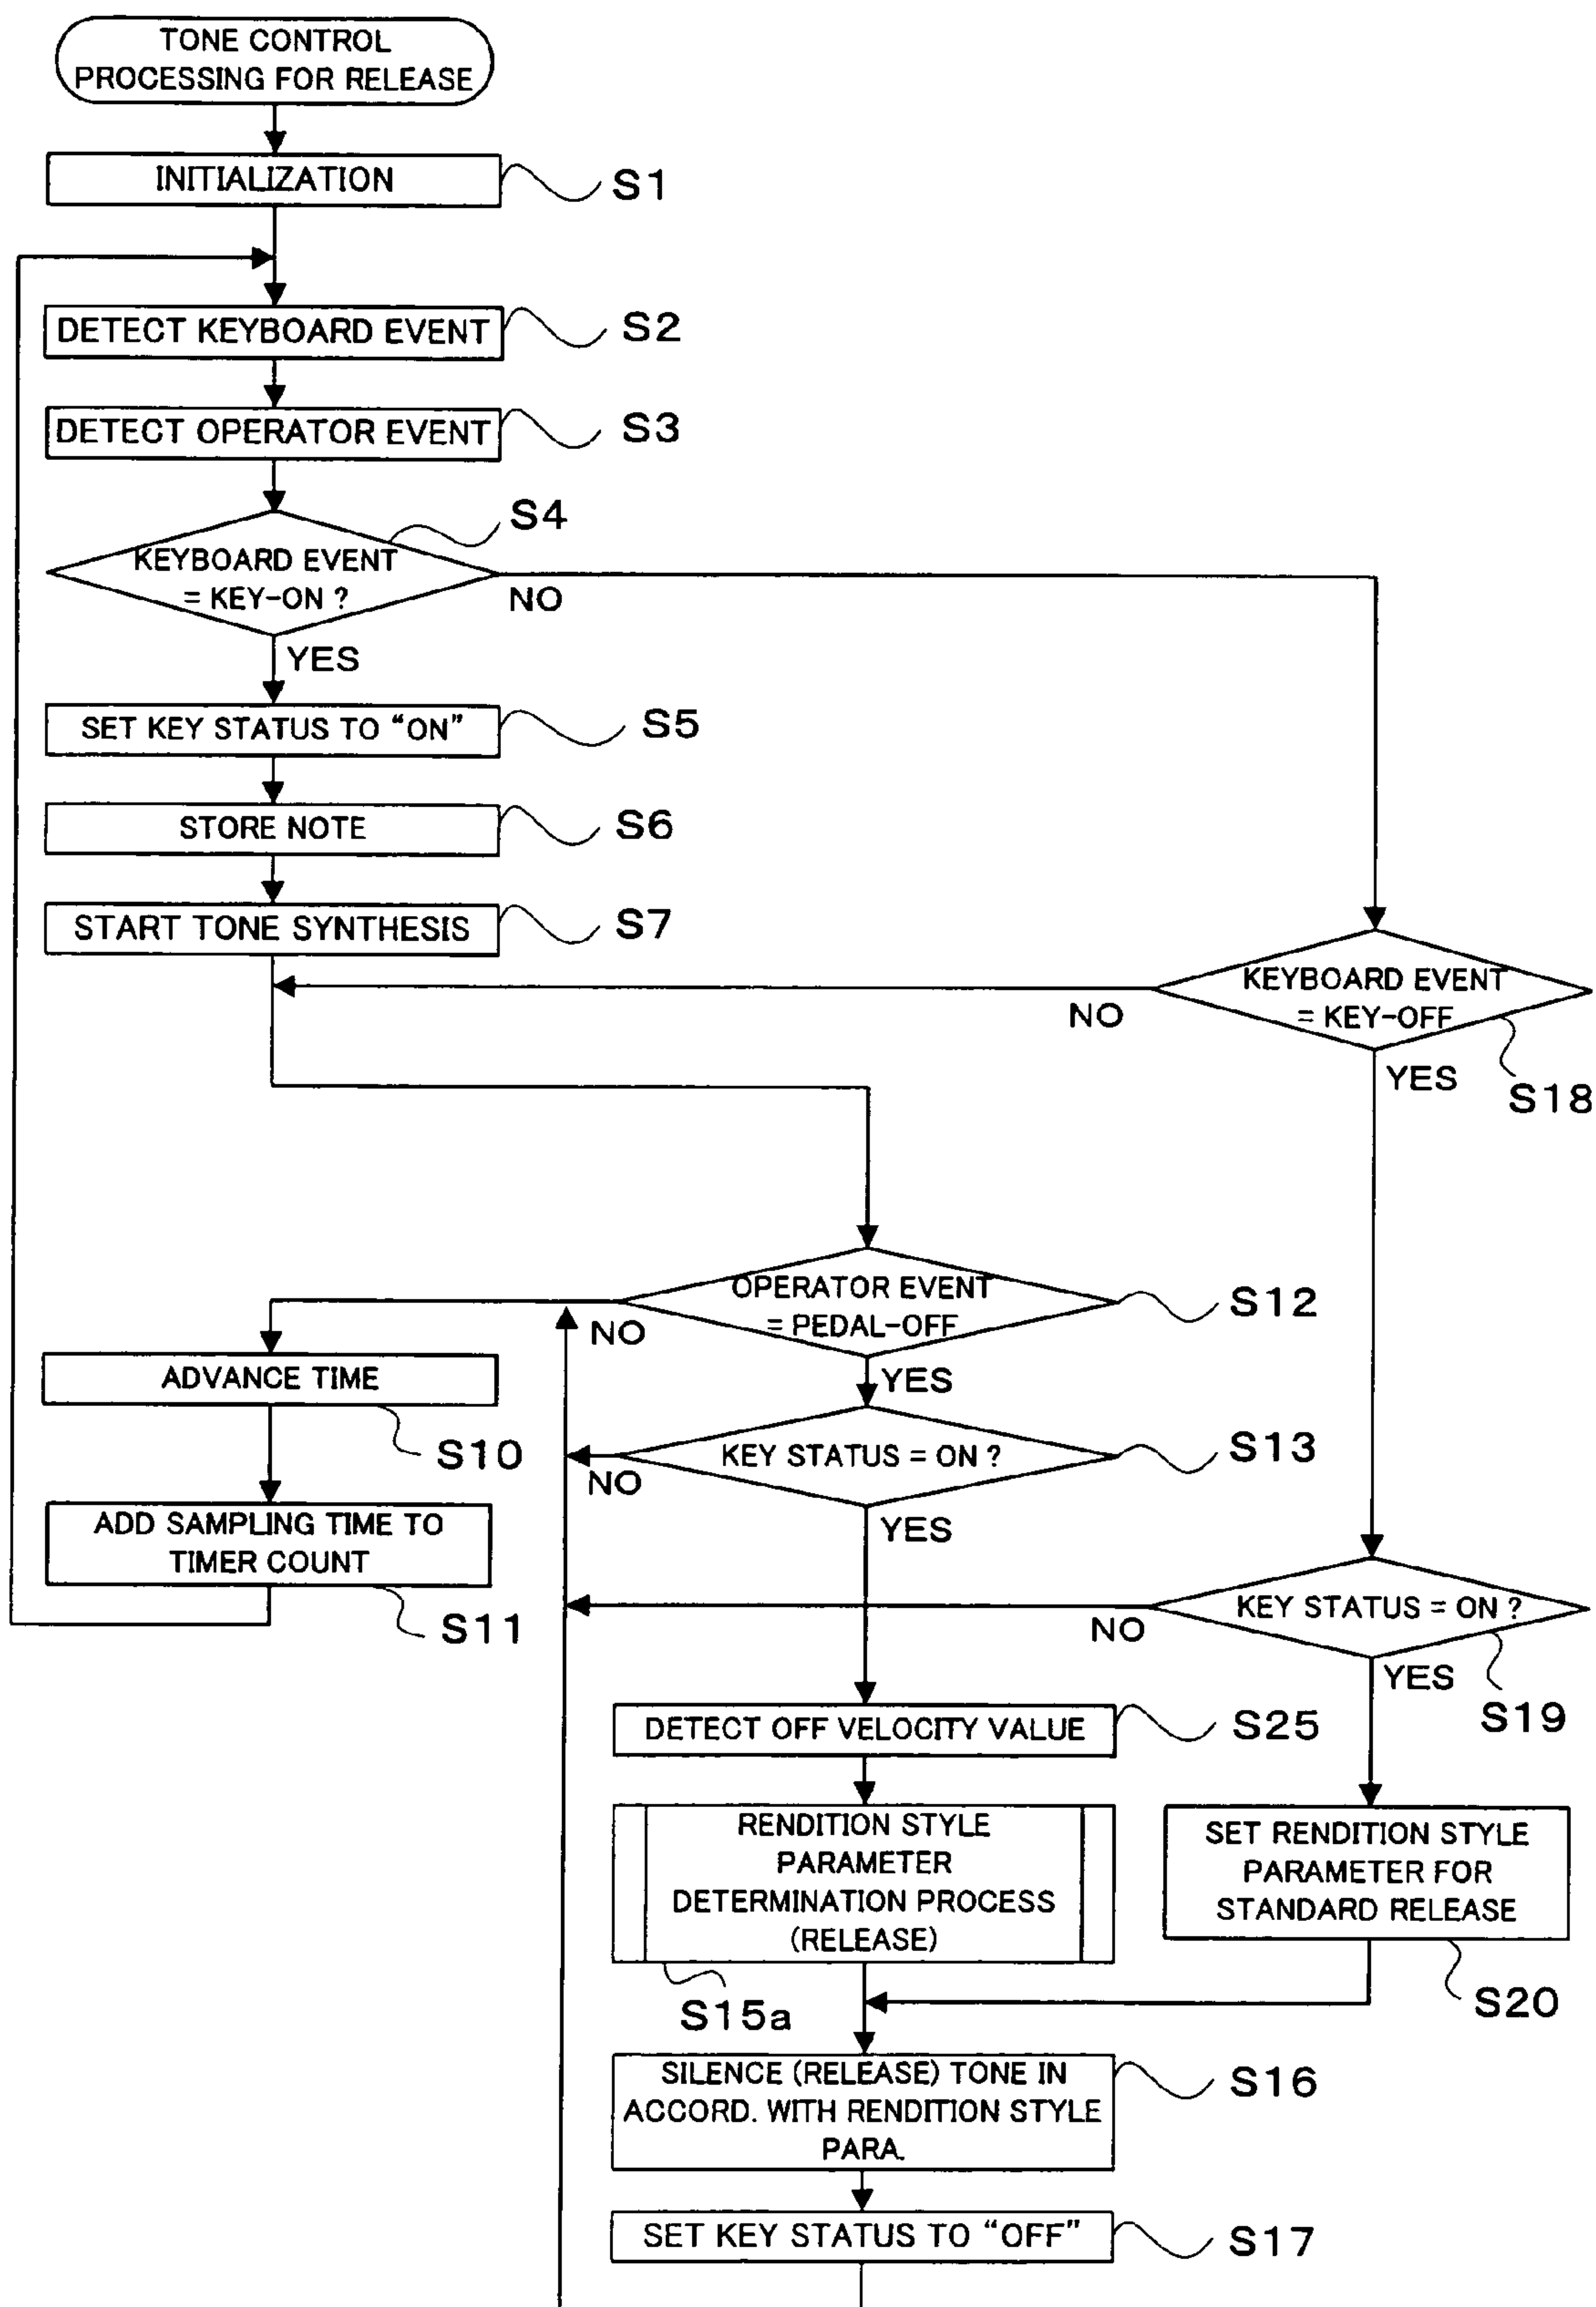 TONE CONTROL
PROCESSING FOR RELEASE
INITIALIZATION
S1
DETECT KEYBOARD EVENT
S2
DETECT OPERATOR EVENT
S3
S4
KEYBOARD EVENT
= KEY-ON ?
NO
YES
SET KEY STATUS TO “ON”
S5
STORE NOTE
S6
START TONE SYNTHESIS
S7
KEYBOARD EVENT
= KEY-OFF
NO
YES
S18
OPERATOR EVENT
= PEDAL-OFF
S12
NO
YES
ADVANCE TIME
S10
KEY STATUS = ON ?
S13
NO
YES
ADD SAMPLING TIME TO
TIMER COUNT
S11
KEY STATUS = ON ?
NO
YES
S19
DETECT OFF VELOCITY VALUE
S25
RENDITION STYLE
PARAMETER
DETERMINATION PROCESS
(RELEASE)
S15a
SET RENDITION STYLE
PARAMETER FOR
STANDARD RELEASE
S20
SILENCE (RELEASE) TONE IN
ACCORD. WITH RENDITION STYLE
PARA.
S16
SET KEY STATUS TO “OFF”
S17